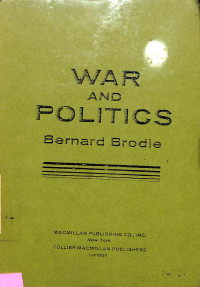 WAR
AND
POLITICS
Bernard Brodie
MACMILLAN PUBLISHING CO., INC.
New York
COLLIER MACMILLAN PUBLISHERS
London